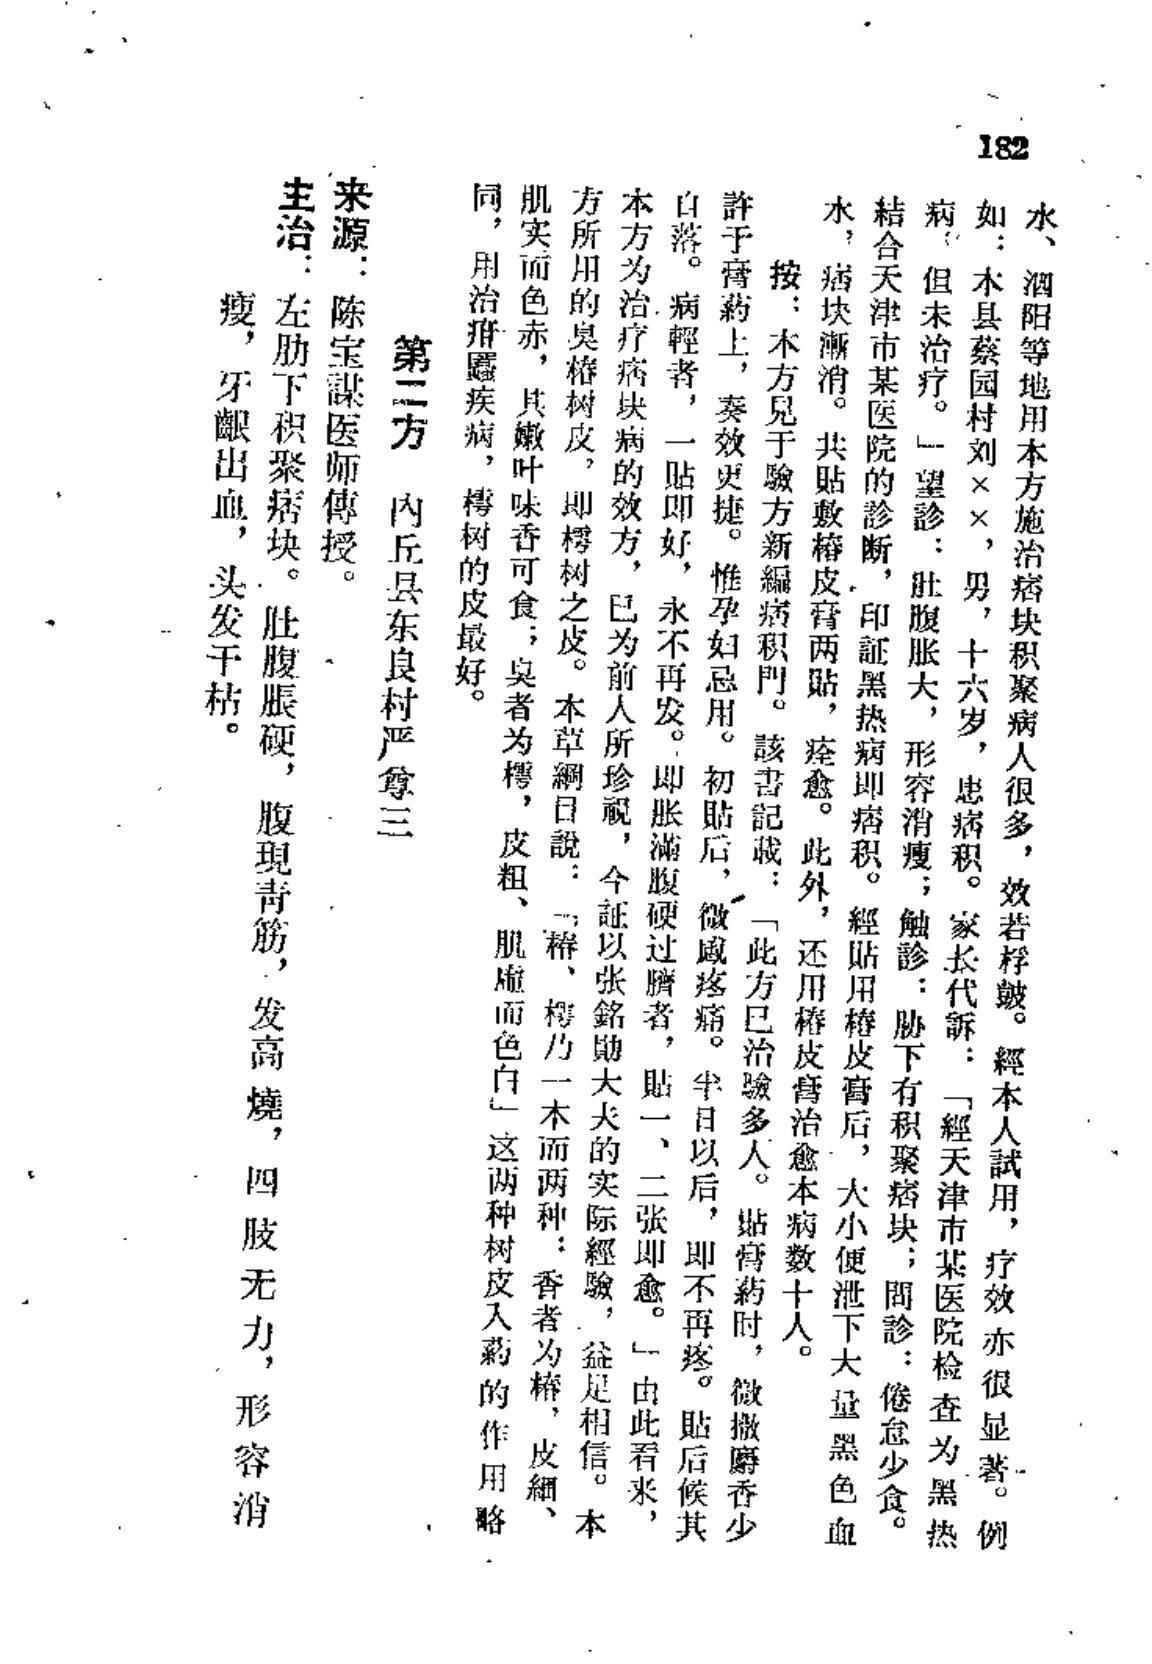 182
水、泗阳等地用本方施治痞块积聚病人很多，效若桴皷。經本人試用，疗效亦很显著。例
如：本县蔡园村刘××，男，十六岁，患痞积。家长代訴：「經天津市某医院检查为黑热
病，但未治疗。」望診：肚腹胀大，形容消瘦；触診：胁下有积聚痞块；問診：倦怠少食。
結合天津市某医院的診断，印証黑热病即痞积。經貼用椿皮膏后，大小便泄下大量黑色血
水，痞块漸消。共貼敷椿皮膏两貼，痊愈。此外，还用椿皮膏治愈本病数十人。
按：本方見于驗方新編痞积門。該書記載：「此方已治驗多人。貼膏葯时，微撒麝香少
許于膏葯上，奏效更捷。惟孕妇忌用。初貼后，微感疼痛。半日以后，即不再疼。貼后候其
自落。病輕者，一貼即好，永不再发。即胀滿腹硬过臍者，貼一、二张即愈。」由此看来，
本方为治疗痞块病的效方，已为前人所珍視，今証以张銘勛大夫的实际經驗，益足相信。本
方所用的臭椿树皮，即樗树之皮。本草綱目說：「椿、樗乃一木而两种：香者为椿，皮細、
肌实而色赤，其嫩叶味香可食；臭者为樗，皮粗、肌虛而色白」这两种树皮入葯的作用略
同，用治疳䘌疾病，樗树的皮最好。
第二方　內丘县东良村严尊三
来源：陈宝謀医师傳授。
主治：左肋下积聚痞块。肚腹脹硬，腹現青筋，发高燒，四肢无力，形容消
瘦，牙齦出血，头发干枯。